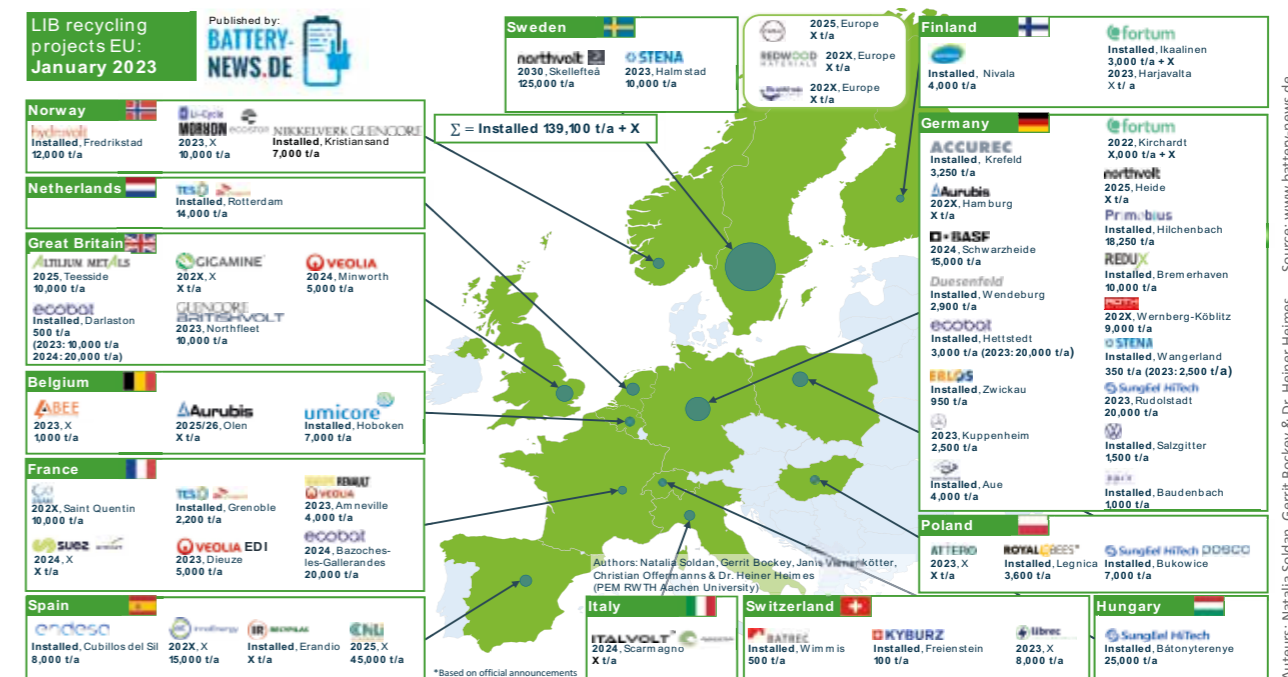 LIB recycling
projects EU:
January 2023
Published by:
BATTERY-
NEWS.DE
Norway
hydrovolt
Installed, Fredrikstad
12,000 t/a
Li-Cycle
MORROW ecostor
2023, X
10,000 t/a
NIKKELVERK GLENCORE
Installed, Kristiansand
7,000 t/a
Netherlands
TES
Installed, Rotterdam
14,000 t/a
Great Britain
ALTILIUM METALS
2025, Teesside
10,000 t/a
GIGAMINE
202X, X
X t/a
VEOLIA
2024, Minworth
5,000 t/a
ecobat
Installed, Darlaston
500 t/a
(2023: 10,000 t/a
2024: 20,000 t/a)
GLENCORE
BRITISHVOLT
2023, Northfleet
10,000 t/a
Belgium
ABEE
2023, X
1,000 t/a
Aurubis
2025/26, Olen
X t/a
umicore
Installed, Hoboken
7,000 t/a
France
202X, Saint Quentin
10,000 t/a
TES
Installed, Grenoble
2,200 t/a
RENAULT
VEOLIA
2023, Amneville
4,000 t/a
suez
2024, X
X t/a
VEOLIA EDI
2023, Dieuze
5,000 t/a
ecobat
2024, Bazoches-
les-Gallerandes
20,000 t/a
Spain
endesa
Installed, Cubillos del Sil
8,000 t/a
202X, X
15,000 t/a
Installed, Erandio
X t/a
2025, X
45,000 t/a
Sweden
northvolt
2030, Skellefteå
125,000 t/a
STENA
2023, Halmstad
10,000 t/a
2025, Europe
X t/a
REDWOOD
MATERIALS
202X, Europe
X t/a
202X, Europe
X t/a
Σ = Installed 139,100 t/a + X
Finland
Installed, Nivala
4,000 t/a
fortum
Installed, Ikaalinen
3,000 t/a + X
2023, Harjavalta
X t/ a
Germany
ACCUREC
Installed, Krefeld
3,250 t/a
Aurubis
202X, Hamburg
X t/a
BASF
2024, Schwarzheide
15,000 t/a
Duesenfeld
Installed, Wendeburg
2,900 t/a
ecobat
Installed, Hettstedt
3,000 t/a (2023: 20,000 t/a)
ERLOS
Installed, Zwickau
950 t/a
2023, Kuppenheim
2,500 t/a
Installed, Aue
4,000 t/a
fortum
2022, Kirchardt
X,000 t/a + X
northvolt
2025, Heide
X t/a
Primobius
Installed, Hilchenbach
18,250 t/a
REDUX
Installed, Bremerhaven
10,000 t/a
ROTH
202X, Wernberg-Köblitz
9,000 t/a
STENA
Installed, Wangerland
350 t/a (2023: 2,500 t/a)
SungEel HiTech
2023, Rudolstadt
20,000 t/a
Installed, Salzgitter
1,500 t/a
Installed, Baudenbach
1,000 t/a
Poland
ATTERO
2023, X
X t/a
ROYAL BEES
Installed, Legnica
3,600 t/a
SungEel HiTech posco
Installed, Bukowice
7,000 t/a
Authors: Natalia Soldan, Gerrit Bockey, Janis Vienenkötter,
Christian Offermanns & Dr. Heiner Heimes
(PEM RWTH Aachen University)
Italy
ITALVOLT
2024, Scarmagno
X t/a
Switzerland
BATREC
Installed, Wimmis
500 t/a
KYBURZ
Installed, Freienstein
100 t/a
librec
2023, X
8,000 t/a
Hungary
SungEel HiTech
Installed, Bátonyterenye
25,000 t/a
*Based on official announcements